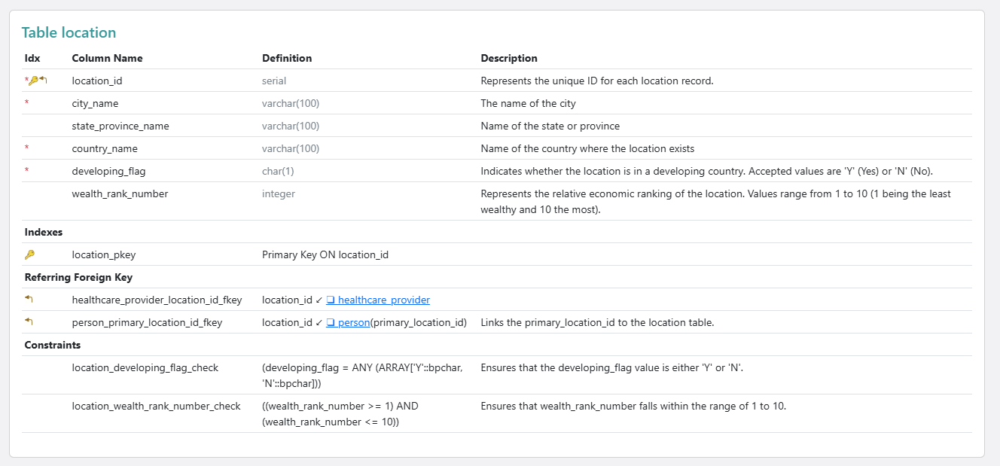 Table location
Idx Column Name Definition Description
* location_id serial Represents the unique ID for each location record.
* city_name varchar(100) The name of the city
state_province_name varchar(100) Name of the state or province
* country_name varchar(100) Name of the country where the location exists
* developing_flag char(1) Indicates whether the location is in a developing country. Accepted values are 'Y' (Yes) or 'N' (No).
wealth_rank_number integer Represents the relative economic ranking of the location. Values range from 1 to 10 (1 being the least
wealthy and 10 the most).
Indexes
location_pkey Primary Key ON location_id
Referring Foreign Key
healthcare_provider_location_id_fkey location_id ↙ ❏ healthcare_provider
person_primary_location_id_fkey location_id ↙ ❏ person(primary_location_id) Links the primary_location_id to the location table.
Constraints
location_developing_flag_check (developing_flag = ANY (ARRAY['Y'::bpchar, Ensures that the developing_flag value is either 'Y' or 'N'.
'N'::bpchar]))
location_wealth_rank_number_check ((wealth_rank_number >= 1) AND Ensures that wealth_rank_number falls within the range of 1 to 10.
(wealth_rank_number <= 10))